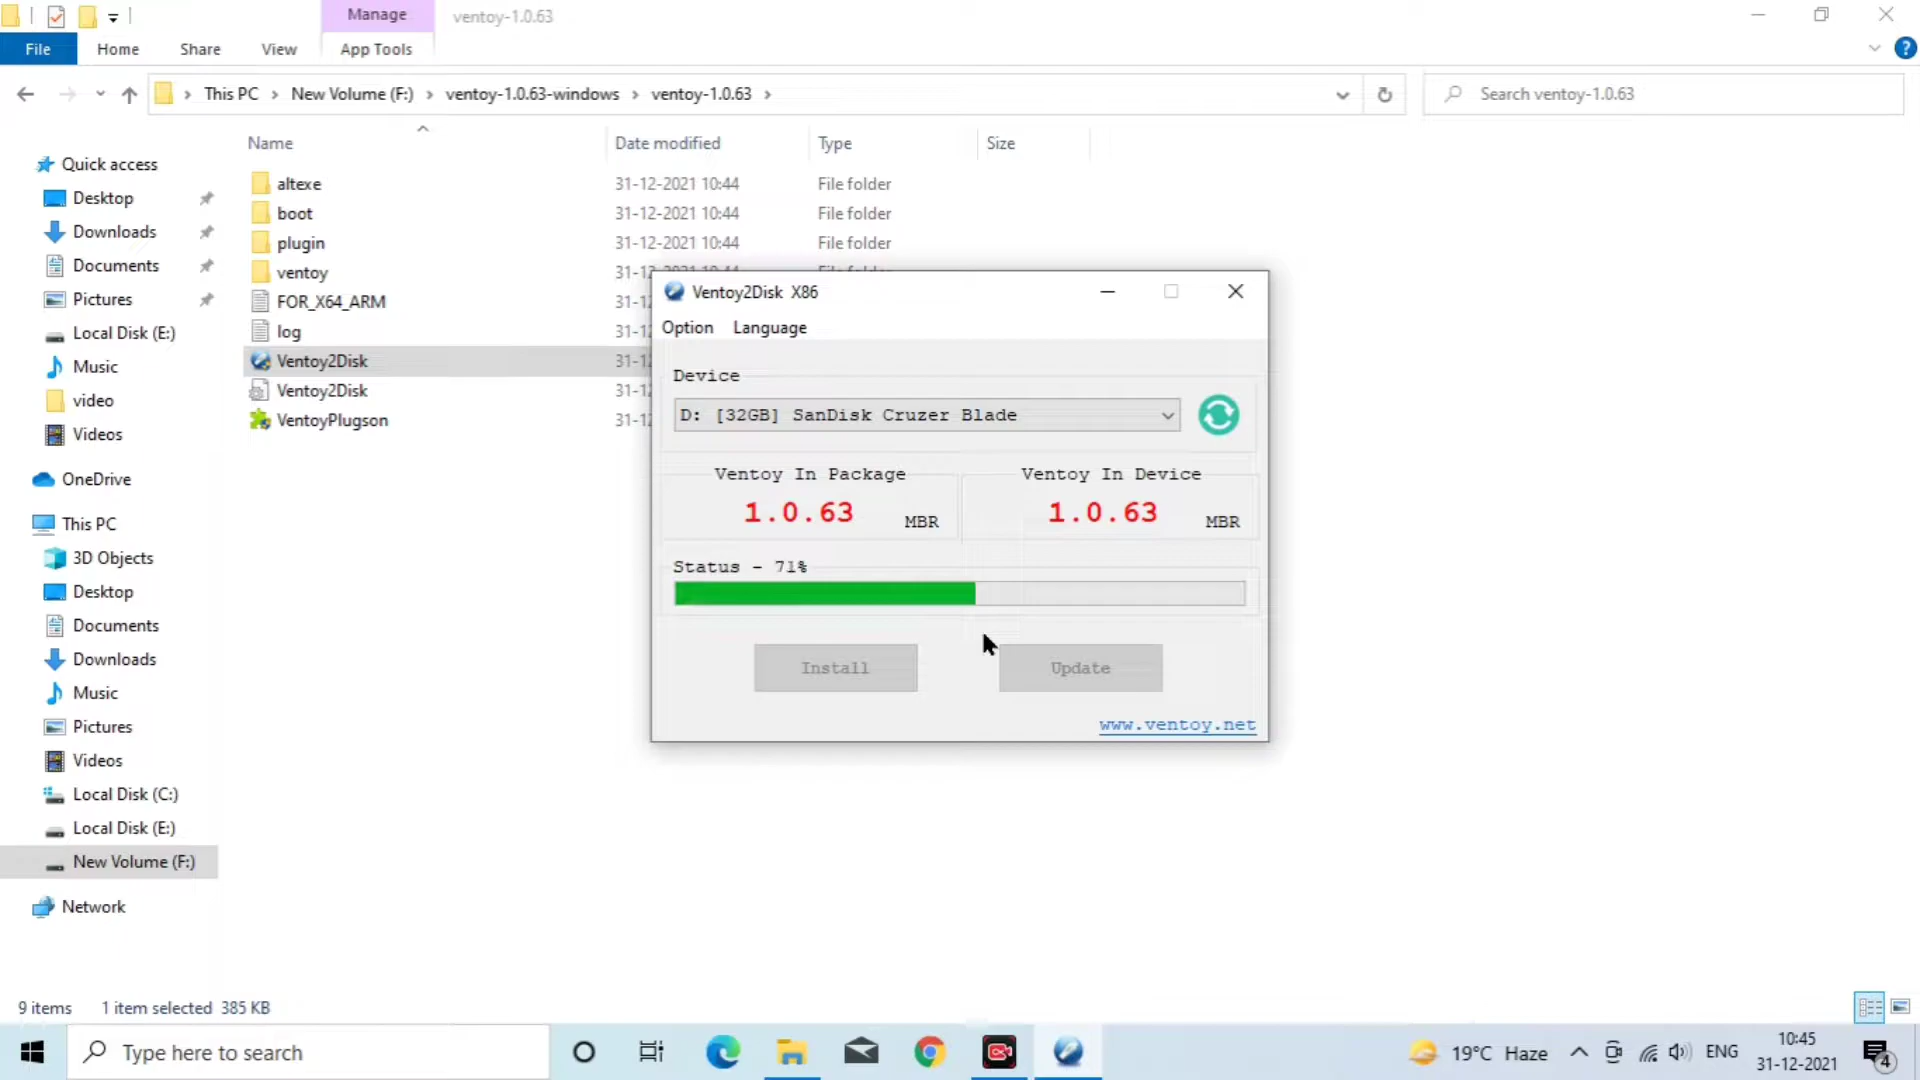 Manage
ventoy-1.0.63
File
Home
Share
View
App Tools
This PC
New Volume (F:)
ventoy-1.0.63-windows
ventoy-1.0.63
Search ventoy-1.0.63
Name
Date modified
Type
Size
Quick access
Desktop
Downloads
Documents
Pictures
Local Disk (E:)
Music
video
Videos
OneDrive
This PC
3D Objects
Desktop
Documents
Downloads
Music
Pictures
Videos
Local Disk (C:)
Local Disk (E:)
New Volume (F:)
Network
altexe 31-12-2021 10:44 File folder
boot 31-12-2021 10:44 File folder
plugin 31-12-2021 10:44 File folder
ventoy
FOR_X64_ARM
log
Ventoy2Disk
Ventoy2Disk
VentoyPlugson
Ventoy2Disk X86
Option Language
Device
D: [32GB] SanDisk Cruzer Blade
Ventoy In Package
1.0.63 MBR
Ventoy In Device
1.0.63 MBR
Status - 71%
Install
Update
www.ventoy.net
9 items 1 item selected 385 KB
Type here to search
19°C Haze
ENG
10:45
31-12-2021
4